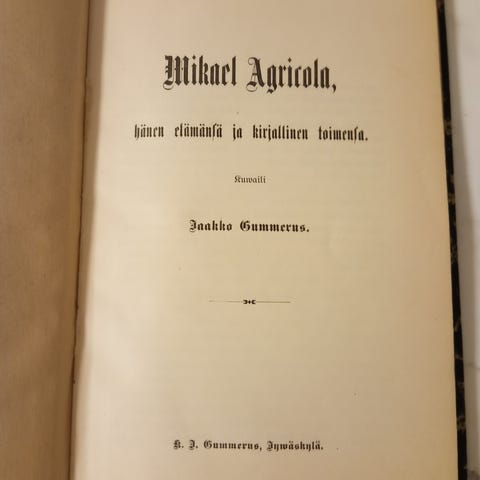 Mikael Agricola,
hänen elämänsä ja kirjallinen toimensa.
Kuwaili
Jaakko Gummerus.
K. J. Gummerus, Jywäskylä.